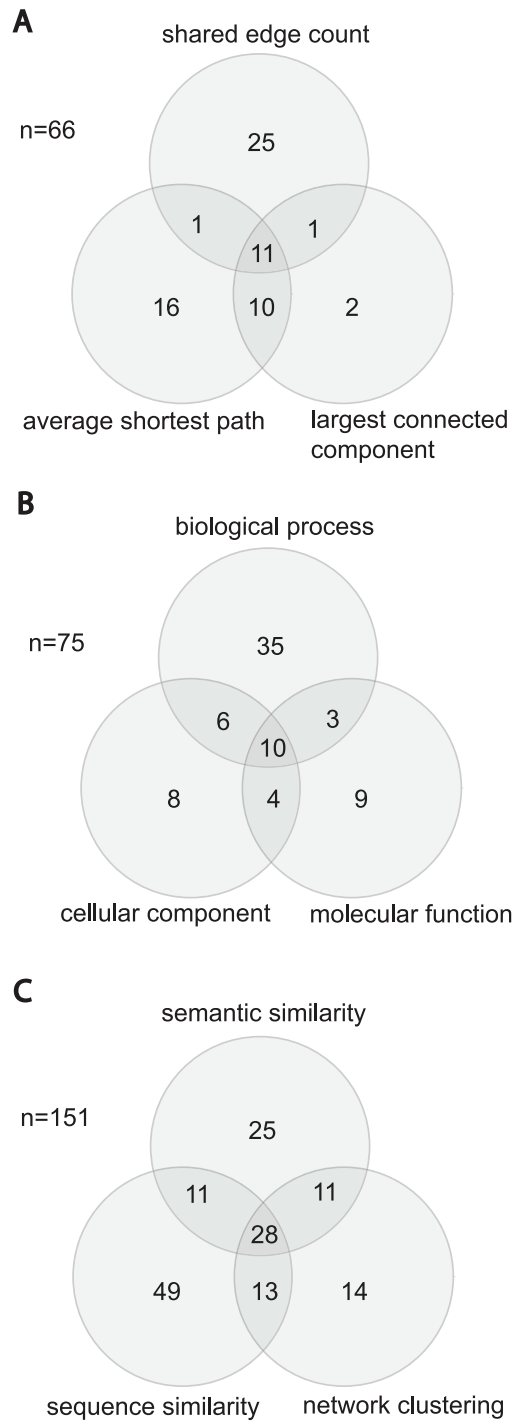 A
shared edge count
n=66
25
1
1
11
16
10
2
average shortest path
largest connected
component
B
biological process
n=75
35
6
3
10
8
4
9
cellular component
molecular function
C
semantic similarity
n=151
25
11
11
28
49
13
14
sequence similarity
network clustering